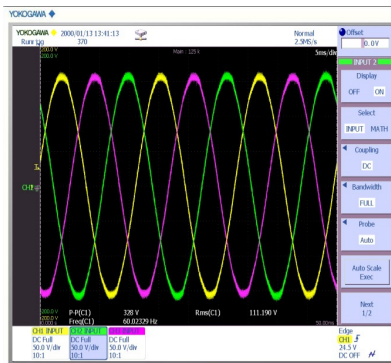 YOKOGAWA
YOKOGAWA 2000/01/13 13:41:13 Normal
Running 370 2.5MS/s
200.0 V Main : 125 k 5ms/div
CH1
P-P(C1) 328 V Rms(C1) 111.190 V
Freq(C1) 60.02329 Hz
CH1 INPUT CH2 INPUT
DC Full DC Full DC Full
50.0 V/div 50.0 V/div 50.0 V/div
10:1 10:1 10:1
Offset
0.0V
INPUT 2
Display
OFF ON
Select
INPUT MATH
Coupling
DC
Bandwidth
FULL
Probe
Auto
Auto Scale
Exec
Next
1/2
Edge
CH1
24.5 V
DC OFF